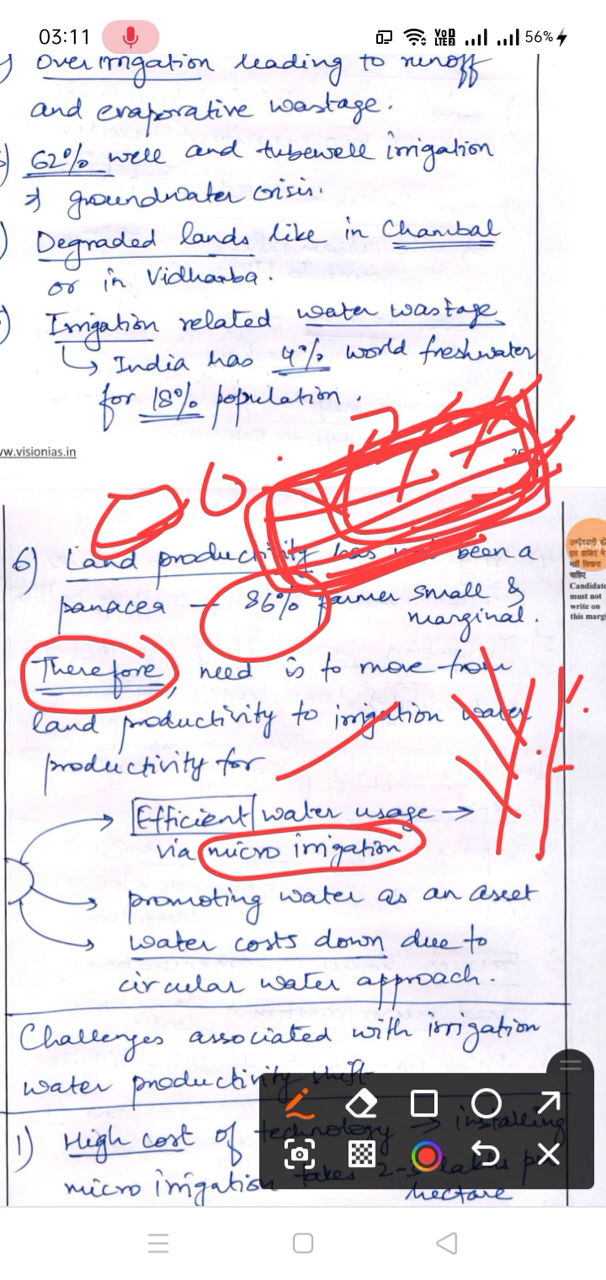 03:11
56%
Over irrigation leading to runoff
and evaporative wastage.
62% well and tubewell irrigation
⇒ groundwater crisis.
Degraded lands like in Chambal
or in Vidharba.
Irrigation related water wastage
↳ India has 4% world freshwater
for 18% population.
ww.visionias.in
6) Land productivity has not been a
panacea — 86% farmer small &
marginal.
Candidate
must not
write on
this margi
Therefore, need is to move from
land productivity to irrigation water
productivity for
→ Efficient water usage →
via micro irrigation
→ promoting water as an asset
→ water costs down due to
circular water approach.
Challenges associated with irrigation
water productivity shift
1) High cost of technology → installing
micro irrigation takes 2-
hectare